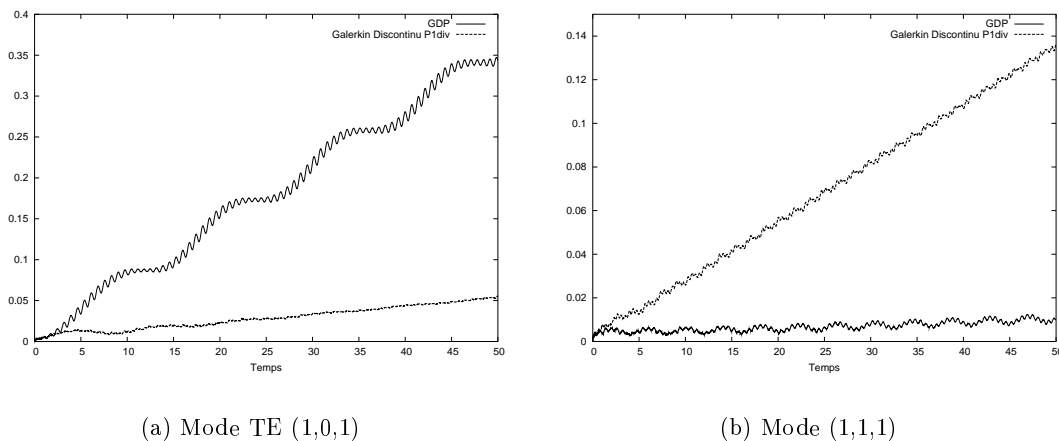 0.4
0.35
0.3
0.25
0.2
0.15
0.1
0.05
0
0 5 10 15 20 25 30 35 40 45 50
Temps
GDP
Galerkin Discontinu P1div
(a) Mode TE (1,0,1)
0.14
0.12
0.1
0.08
0.06
0.04
0.02
0
0 5 10 15 20 25 30 35 40 45 50
Temps
GDP
Galerkin Discontinu P1div
(b) Mode (1,1,1)